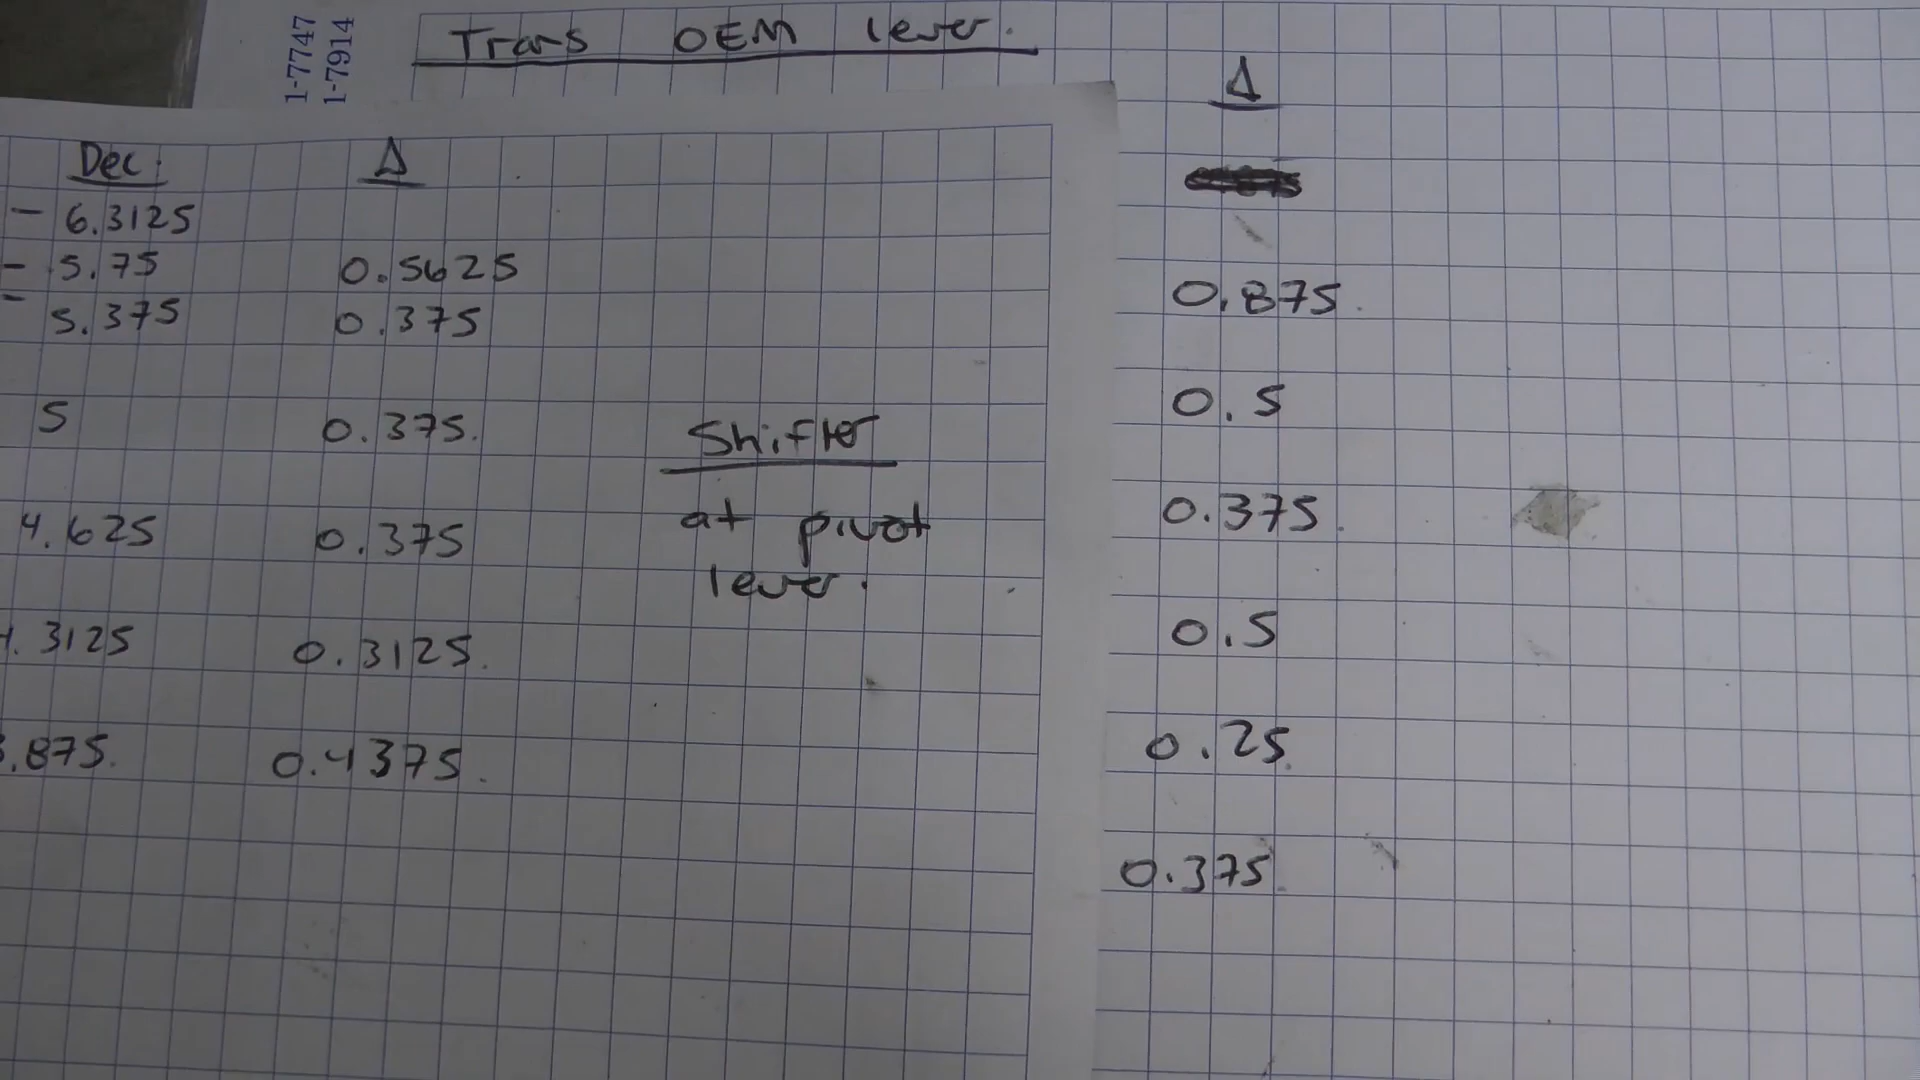 1-7747
1-7914
Trans OEM lever.
Dec. Δ
- 6.3125
- 5.75 0.5625
- 5.375 0.375
5 0.375.
4.625 0.375
.3125 0.3125.
.875. 0.4375.
Shifter
at pivot
lever.
Δ
0.875.
0.5
0.375.
0.5
0.25.
0.375.